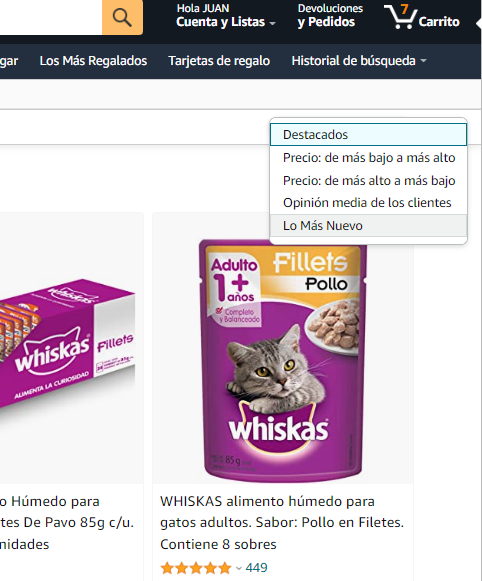 Hola JUAN
Cuenta y Listas
Devoluciones
y Pedidos
7
Carrito
gar
Los Más Regalados
Tarjetas de regalo
Historial de búsqueda
Destacados
Precio: de más bajo a más alto
Precio: de más alto a más bajo
Opinión media de los clientes
Lo Más Nuevo
whiskas
Fillets
ALIMENTA LA CURIOSIDAD
Adulto
1+
años
Completo
y Balanceado
Fillets
Pollo
whiskas
85g
o Húmedo para
tes De Pavo 85g c/u.
nidades
WHISKAS alimento húmedo para
gatos adultos. Sabor: Pollo en Filetes.
Contiene 8 sobres
449